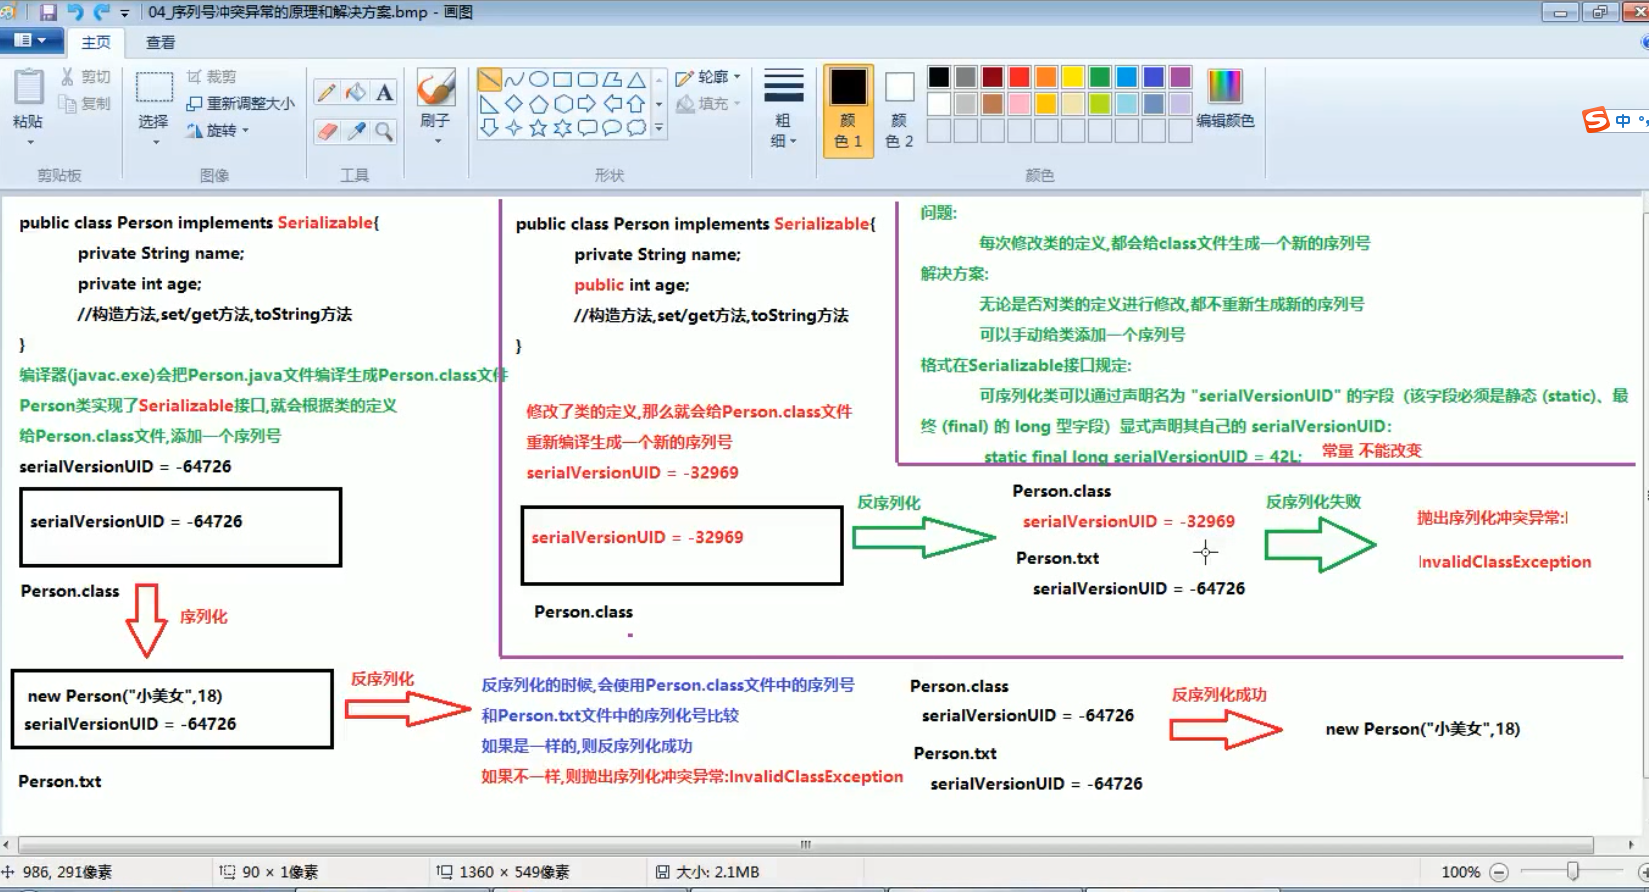 04_序列号冲突异常的原理和解决方案.bmp - 画图
主页 查看
粘贴
剪切
复制
剪贴板
选择
裁剪
重新调整大小
旋转
图像
A
工具
刷子
形状
轮廓
填充
粗细
颜色 1
颜色 2
编辑颜色
颜色
S 中
public class Person implements Serializable{
private String name;
private int age;
//构造方法,set/get方法,toString方法
}
编译器(javac.exe)会把Person.java文件编译生成Person.class文件
Person类实现了Serializable接口,就会根据类的定义
给Person.class文件,添加一个序列号
serialVersionUID = -64726
serialVersionUID = -64726
Person.class
序列化
new Person("小美女",18)
serialVersionUID = -64726
Person.txt
反序列化
public class Person implements Serializable{
private String name;
public int age;
//构造方法,set/get方法,toString方法
}
修改了类的定义,那么就会给Person.class文件
重新编译生成一个新的序列号
serialVersionUID = -32969
serialVersionUID = -32969
Person.class
反序列化
Person.class
serialVersionUID = -32969
Person.txt
serialVersionUID = -64726
反序列化失败
抛出序列化冲突异常:I
InvalidClassException
问题:
每次修改类的定义,都会给class文件生成一个新的序列号
解决方案:
无论是否对类的定义进行修改,都不重新生成新的序列号
可以手动给类添加一个序列号
格式在Serializable接口规定:
可序列化类可以通过声明名为 "serialVersionUID" 的字段（该字段必须是静态 (static)、最
终 (final) 的 long 型字段）显式声明其自己的 serialVersionUID:
static final long serialVersionUID = 42L; 常量 不能改变
反序列化的时候,会使用Person.class文件中的序列号
和Person.txt文件中的序列化号比较
如果是一样的,则反序列化成功
如果不一样,则抛出序列化冲突异常:InvalidClassException
Person.class
serialVersionUID = -64726
Person.txt
serialVersionUID = -64726
反序列化成功
new Person("小美女",18)
986, 291像素
90 × 1像素
1360 × 549像素
大小: 2.1MB
100%